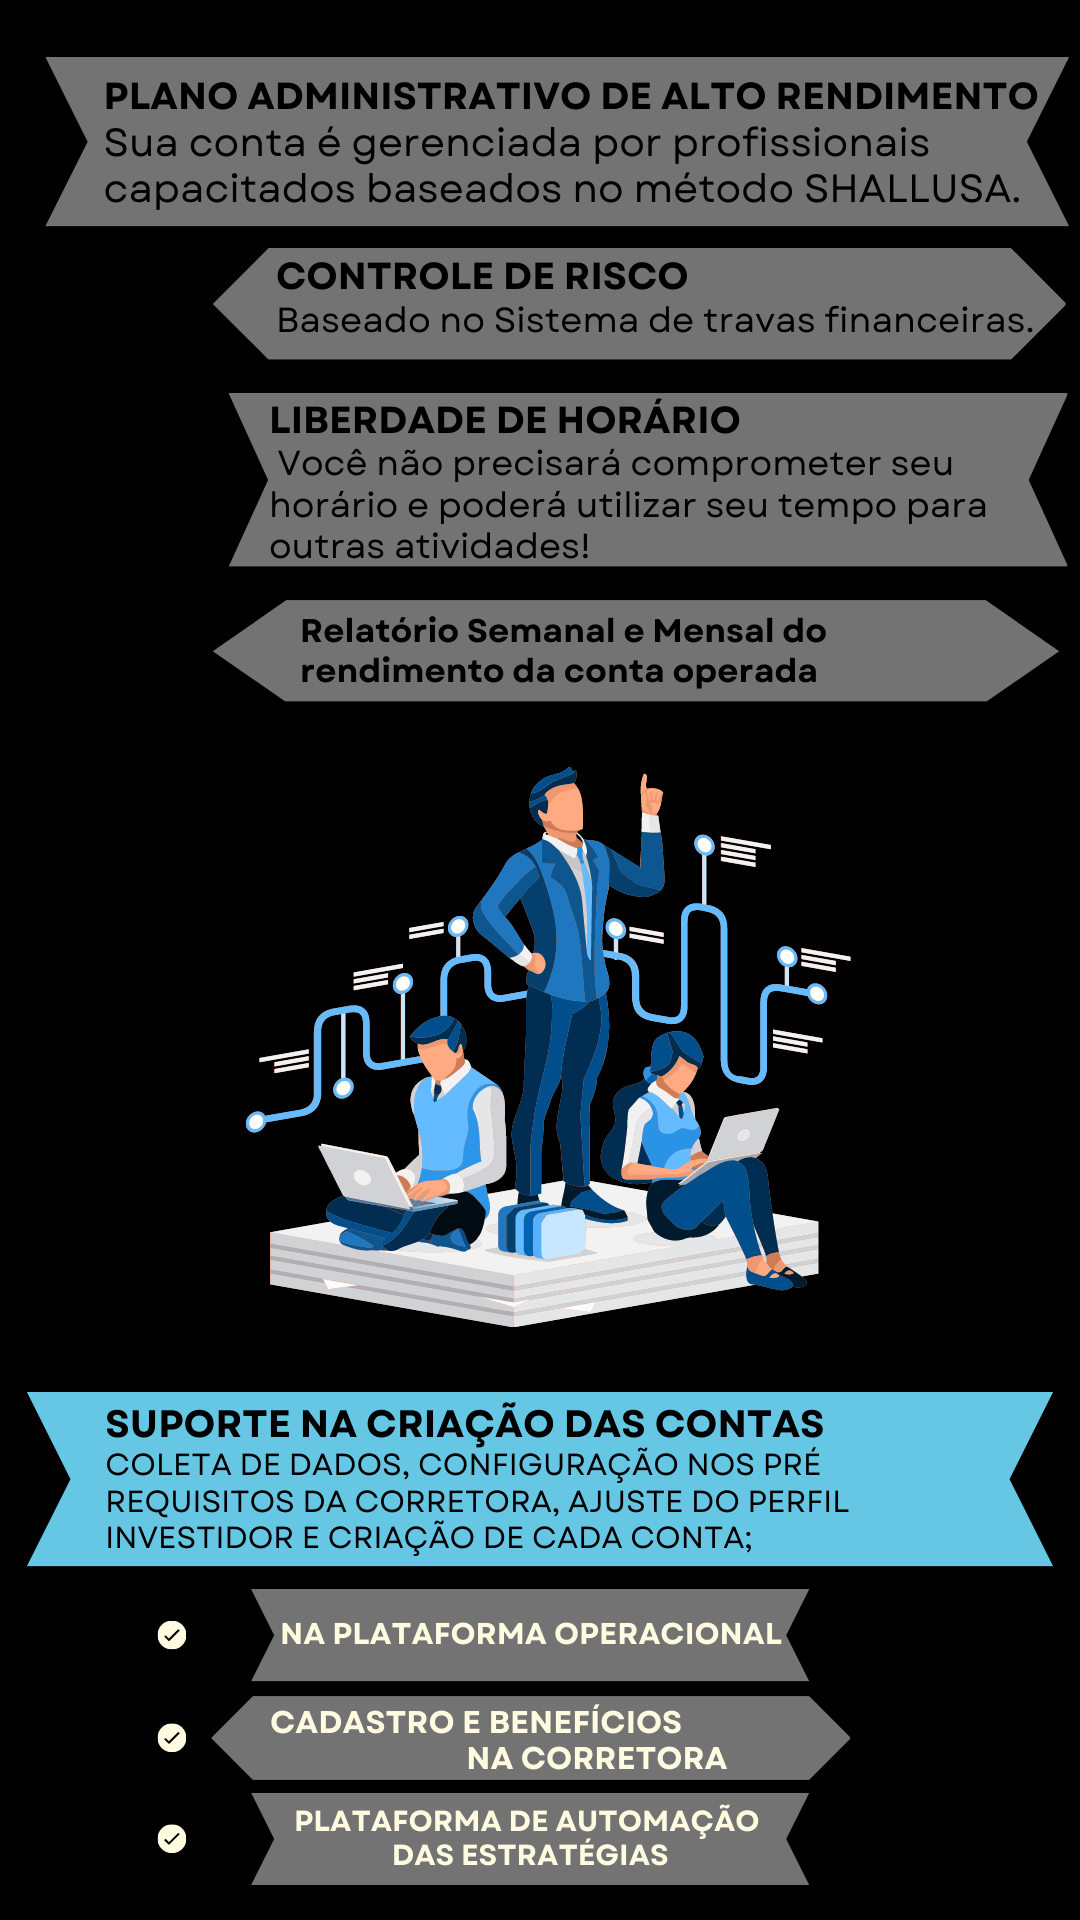 PLANO ADMINISTRATIVO DE ALTO RENDIMENTO
Sua conta é gerenciada por profissionais
capacitados baseados no método SHALLUSA.
CONTROLE DE RISCO
Baseado no Sistema de travas financeiras.
LIBERDADE DE HORÁRIO
Você não precisará comprometer seu
horário e poderá utilizar seu tempo para
outras atividades!
Relatório Semanal e Mensal do
rendimento da conta operada
SUPORTE NA CRIAÇÃO DAS CONTAS
COLETA DE DADOS, CONFIGURAÇÃO NOS PRÉ
REQUISITOS DA CORRETORA, AJUSTE DO PERFIL
INVESTIDOR E CRIAÇÃO DE CADA CONTA;
NA PLATAFORMA OPERACIONAL
CADASTRO E BENEFÍCIOS
NA CORRETORA
PLATAFORMA DE AUTOMAÇÃO
DAS ESTRATÉGIAS